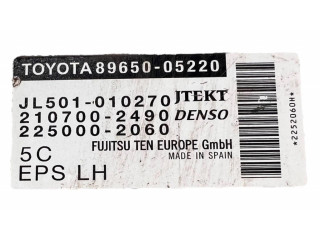 TOYOTA 89650-05220
JL501-010270 JTEKT
210700-2490 DENSO
225000-2060
5C FUJITSU TEN EUROPE GmbH
MADE IN SPAIN
EPS LH
*2252060H*